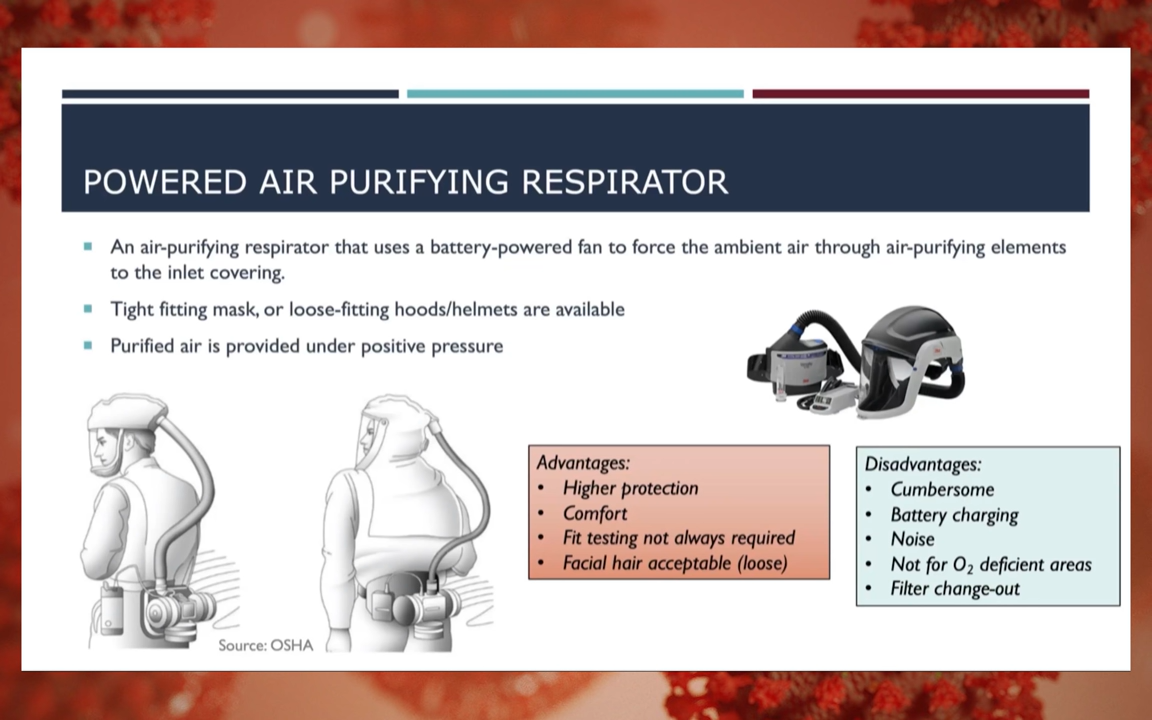 POWERED AIR PURIFYING RESPIRATOR
An air-purifying respirator that uses a battery-powered fan to force the ambient air through air-purifying elements
to the inlet covering.
Tight fitting mask, or loose-fitting hoods/helmets are available
Purified air is provided under positive pressure
Advantages:
• Higher protection
• Comfort
• Fit testing not always required
• Facial hair acceptable (loose)
Disadvantages:
• Cumbersome
• Battery charging
• Noise
• Not for O₂ deficient areas
• Filter change-out
Source: OSHA